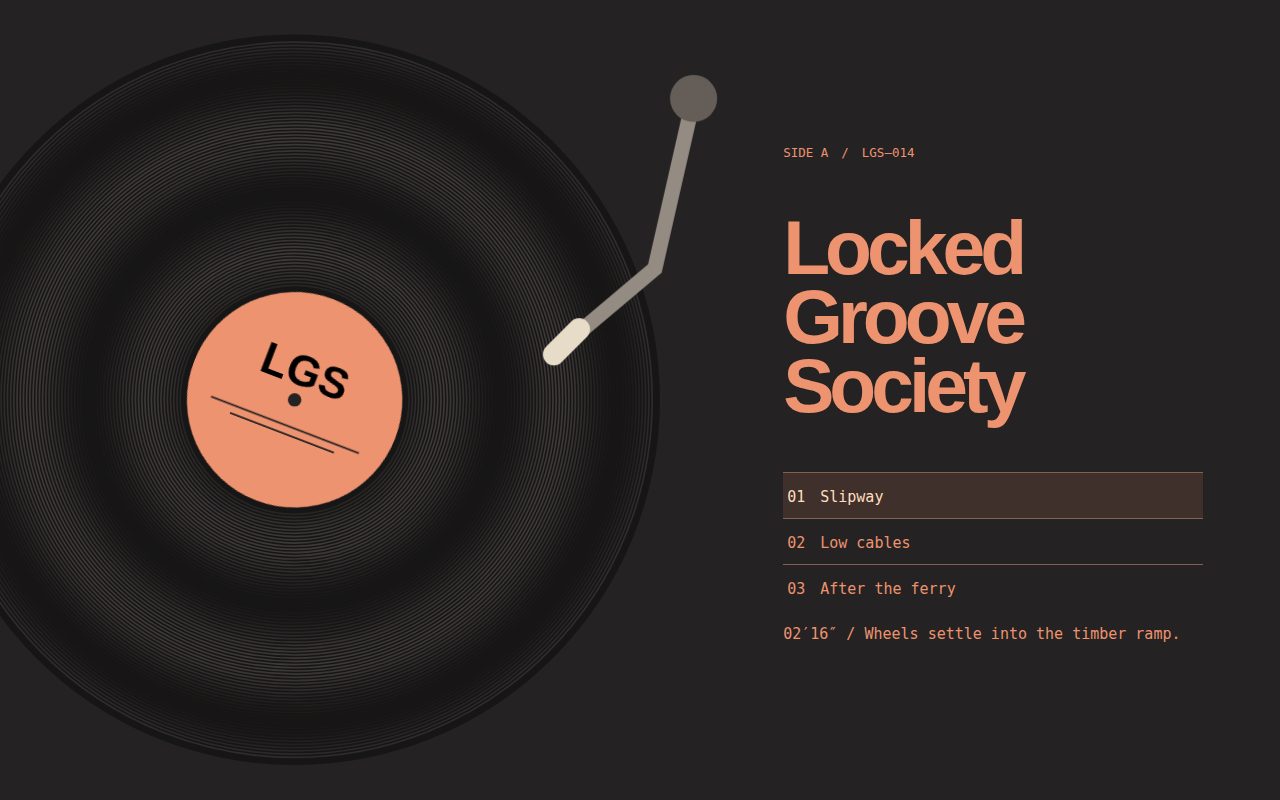 LGS
SIDE A / LGS—014
Locked
Groove
Society
01 Slipway
02 Low cables
03 After the ferry
02′16″ / Wheels settle into the timber ramp.